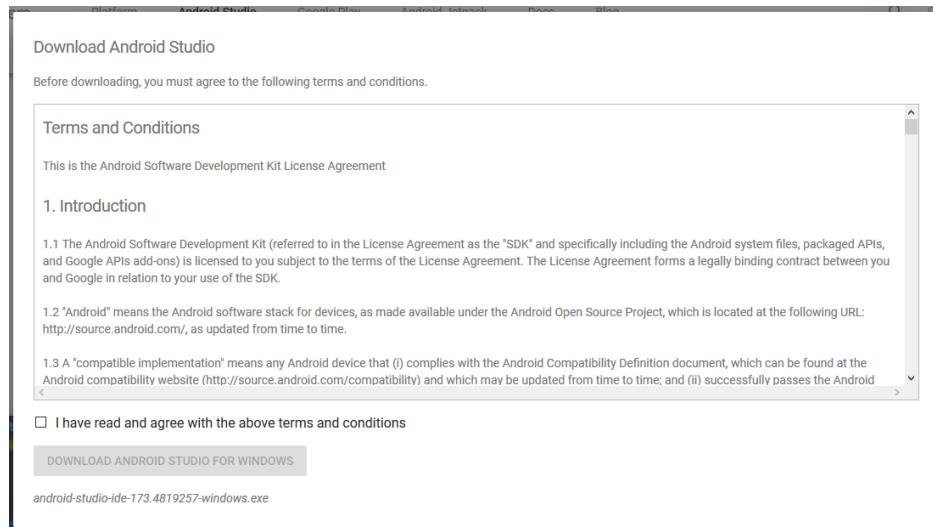 Platform Android Studio Google Play Android Jetpack Docs Blog
Download Android Studio
Before downloading, you must agree to the following terms and conditions.
Terms and Conditions
This is the Android Software Development Kit License Agreement
1. Introduction
1.1 The Android Software Development Kit (referred to in the License Agreement as the "SDK" and specifically including the Android system files, packaged APIs,
and Google APIs add-ons) is licensed to you subject to the terms of the License Agreement. The License Agreement forms a legally binding contract between you
and Google in relation to your use of the SDK.
1.2 "Android" means the Android software stack for devices, as made available under the Android Open Source Project, which is located at the following URL:
http://source.android.com/, as updated from time to time.
1.3 A "compatible implementation" means any Android device that (i) complies with the Android Compatibility Definition document, which can be found at the
Android compatibility website (http://source.android.com/compatibility) and which may be updated from time to time; and (ii) successfully passes the Android
I have read and agree with the above terms and conditions
DOWNLOAD ANDROID STUDIO FOR WINDOWS
android-studio-ide-173.4819257-windows.exe